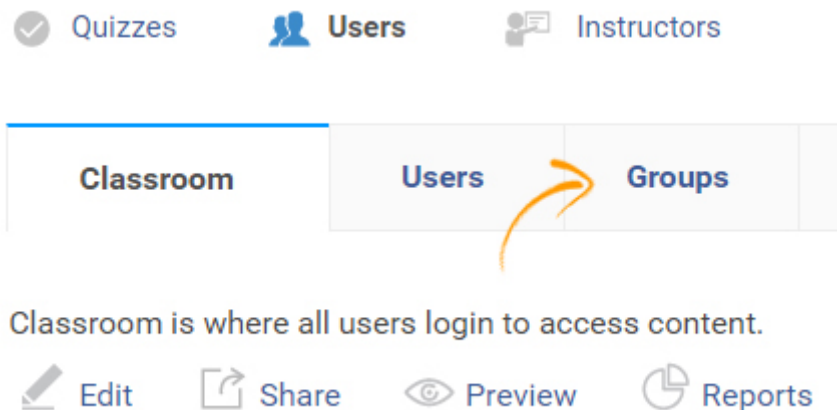 Quizzes Users Instructors
Classroom Users Groups
Classroom is where all users login to access content.
Edit Share Preview Reports